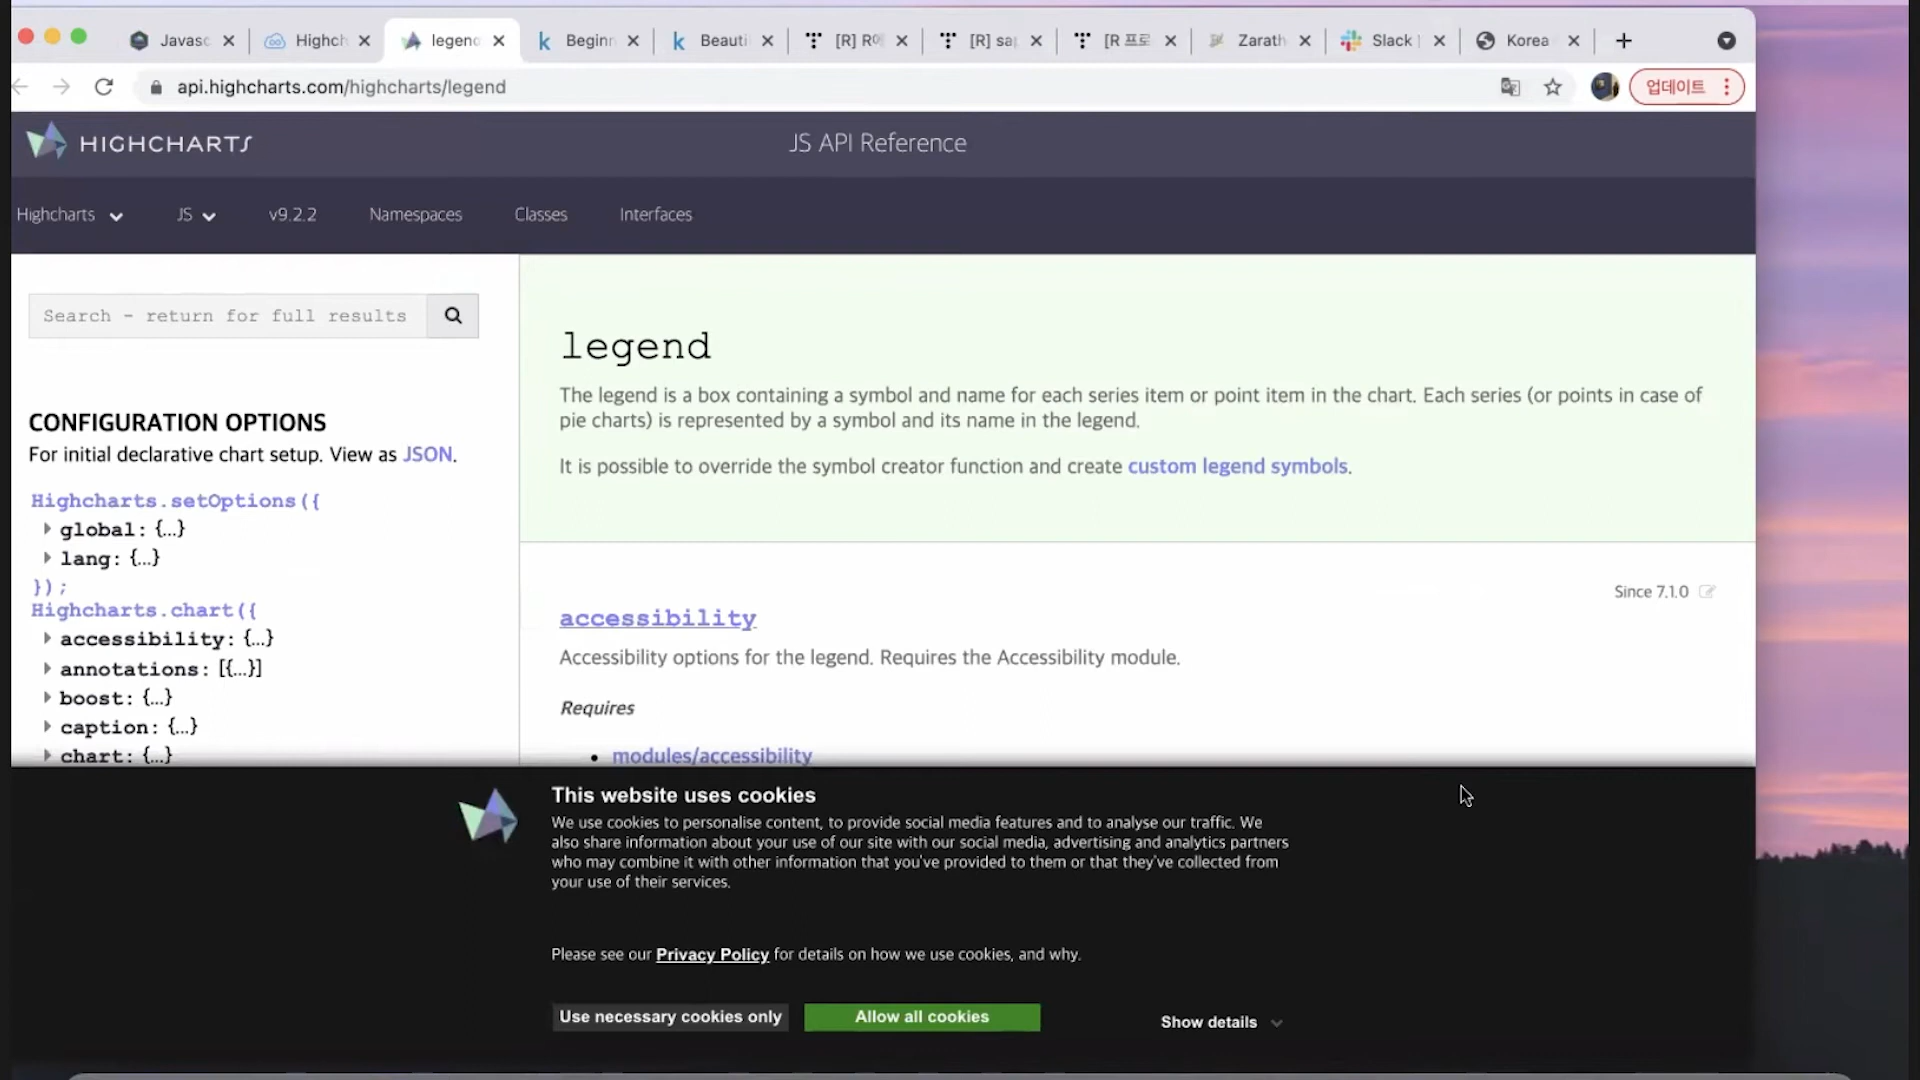 Javasc
Highch
legend
Beginn
Beauti
[R]
[R] sa
[R 프로
Zarath
Slack
Korea
api.highcharts.com/highcharts/legend
업데이트
HIGHCHARTS
JS API Reference
Highcharts
JS
v9.2.2
Namespaces
Classes
Interfaces
Search - return for full results
CONFIGURATION OPTIONS
For initial declarative chart setup. View as JSON.
Highcharts.setOptions({
global: {...}
lang: {...}
});
Highcharts.chart({
accessibility: {...}
annotations: [{...}]
boost: {...}
caption: {...}
chart: {...}
legend
The legend is a box containing a symbol and name for each series item or point item in the chart. Each series (or points in case of
pie charts) is represented by a symbol and its name in the legend.
It is possible to override the symbol creator function and create custom legend symbols.
Since 7.1.0
accessibility
Accessibility options for the legend. Requires the Accessibility module.
Requires
• modules/accessibility
This website uses cookies
We use cookies to personalise content, to provide social media features and to analyse our traffic. We
also share information about your use of our site with our social media, advertising and analytics partners
who may combine it with other information that you've provided to them or that they've collected from
your use of their services.
Please see our Privacy Policy for details on how we use cookies, and why.
Use necessary cookies only
Allow all cookies
Show details